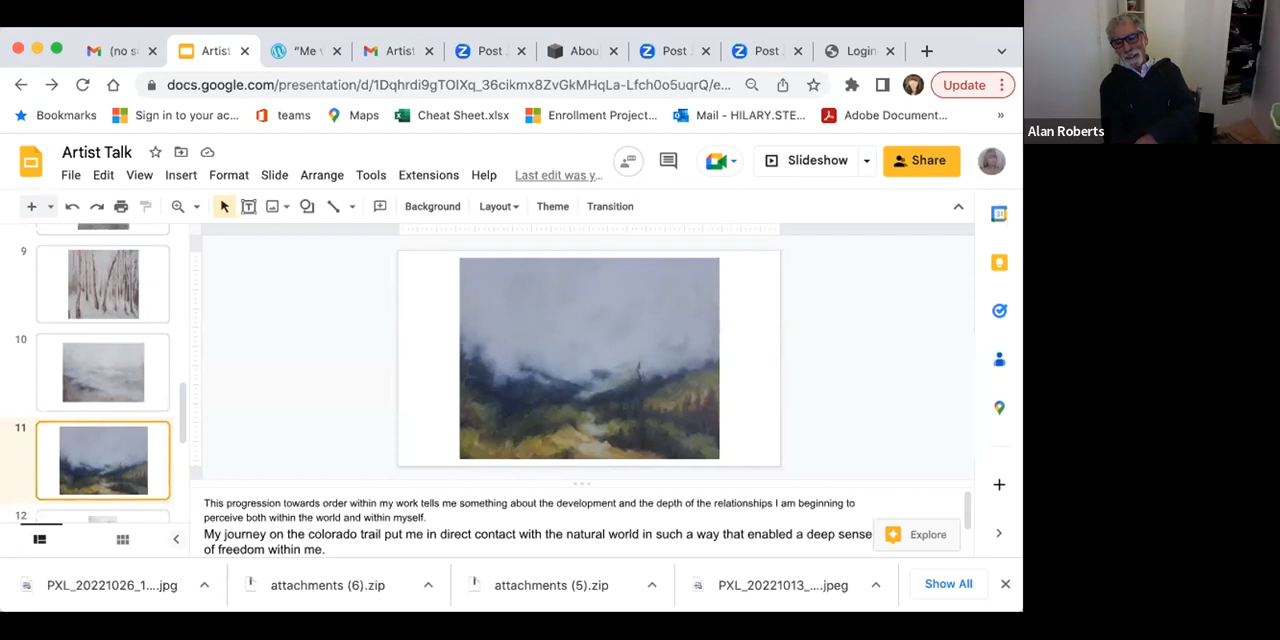 (no s
Artist
"Me v
Artist
Post
Abou
Post
Post
Login
docs.google.com/presentation/d/1Dqhrdi9gTOIXq_36cikmx8ZvGkMHqLa-Lfch0o5uqrQ/e...
Update
Bookmarks
Sign in to your ac...
teams
Maps
Cheat Sheet.xlsx
Enrollment Project...
Mail - HILARY.STE...
Adobe Document...
»
Alan Roberts
Artist Talk
Slideshow
Share
File Edit View Insert Format Slide Arrange Tools Extensions Help Last edit was y...
Background Layout Theme Transition
9
10
11
12
This progression towards order within my work tells me something about the development and the depth of the relationships I am beginning to
perceive both within the world and within myself.
My journey on the colorado trail put me in direct contact with the natural world in such a way that enabled a deep sense
of freedom within me.
Explore
PXL_20221026_1....jpg
attachments (6).zip
attachments (5).zip
PXL_20221013_....jpeg
Show All